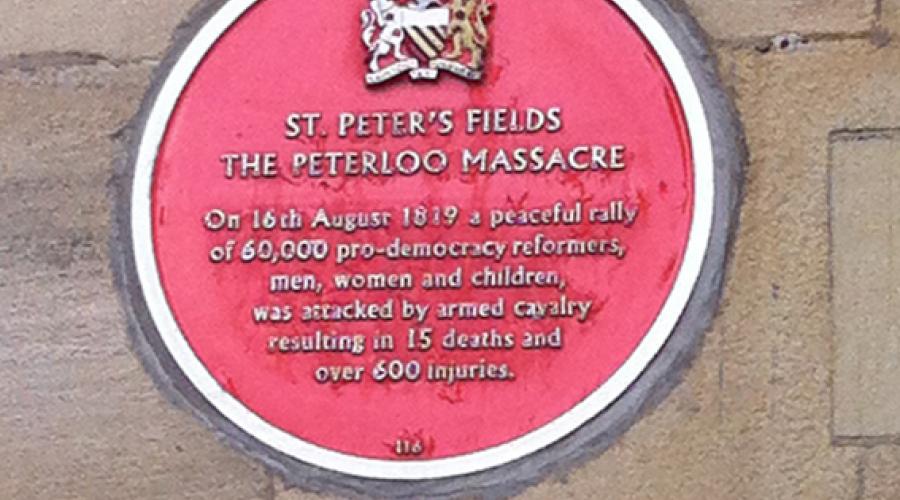 ST. PETER'S FIELDS
THE PETERLOO MASSACRE
On 16th August 1819 a peaceful rally
of 60,000 pro-democracy reformers,
men, women and children,
was attacked by armed cavalry
resulting in 15 deaths and
over 600 injuries.
116